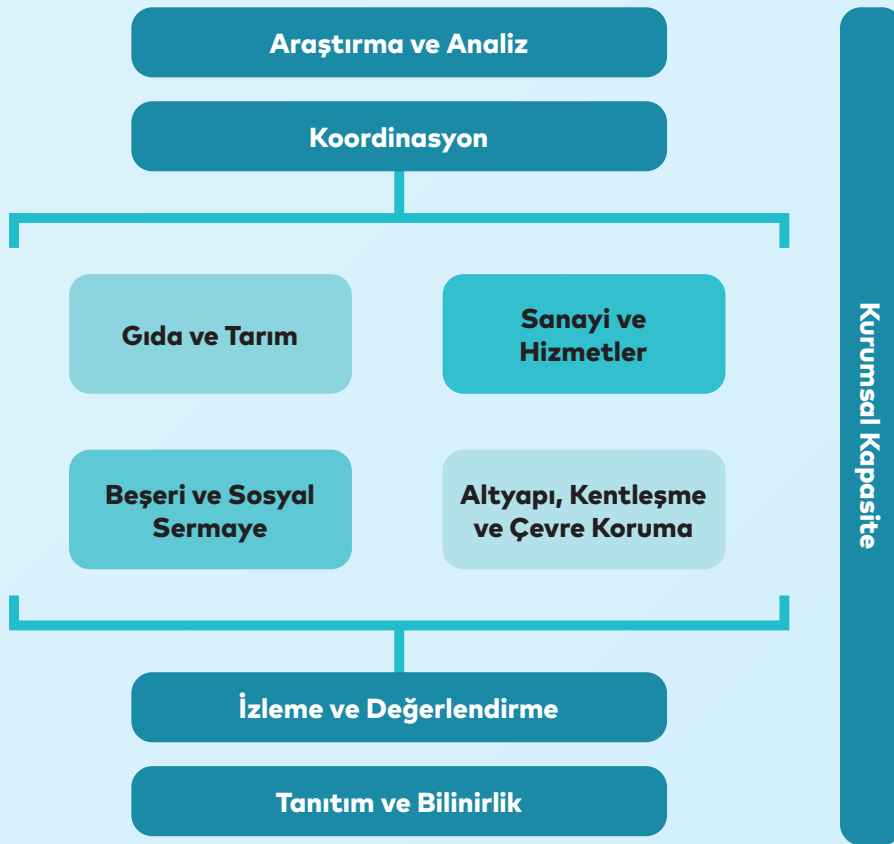 Araştırma ve Analiz
Koordinasyon
Gıda ve Tarım
Sanayi ve
Hizmetler
Beşeri ve Sosyal
Sermaye
Altyapı, Kentleşme
ve Çevre Koruma
İzleme ve Değerlendirme
Tanıtım ve Bilinirlik
Kurumsal Kapasite